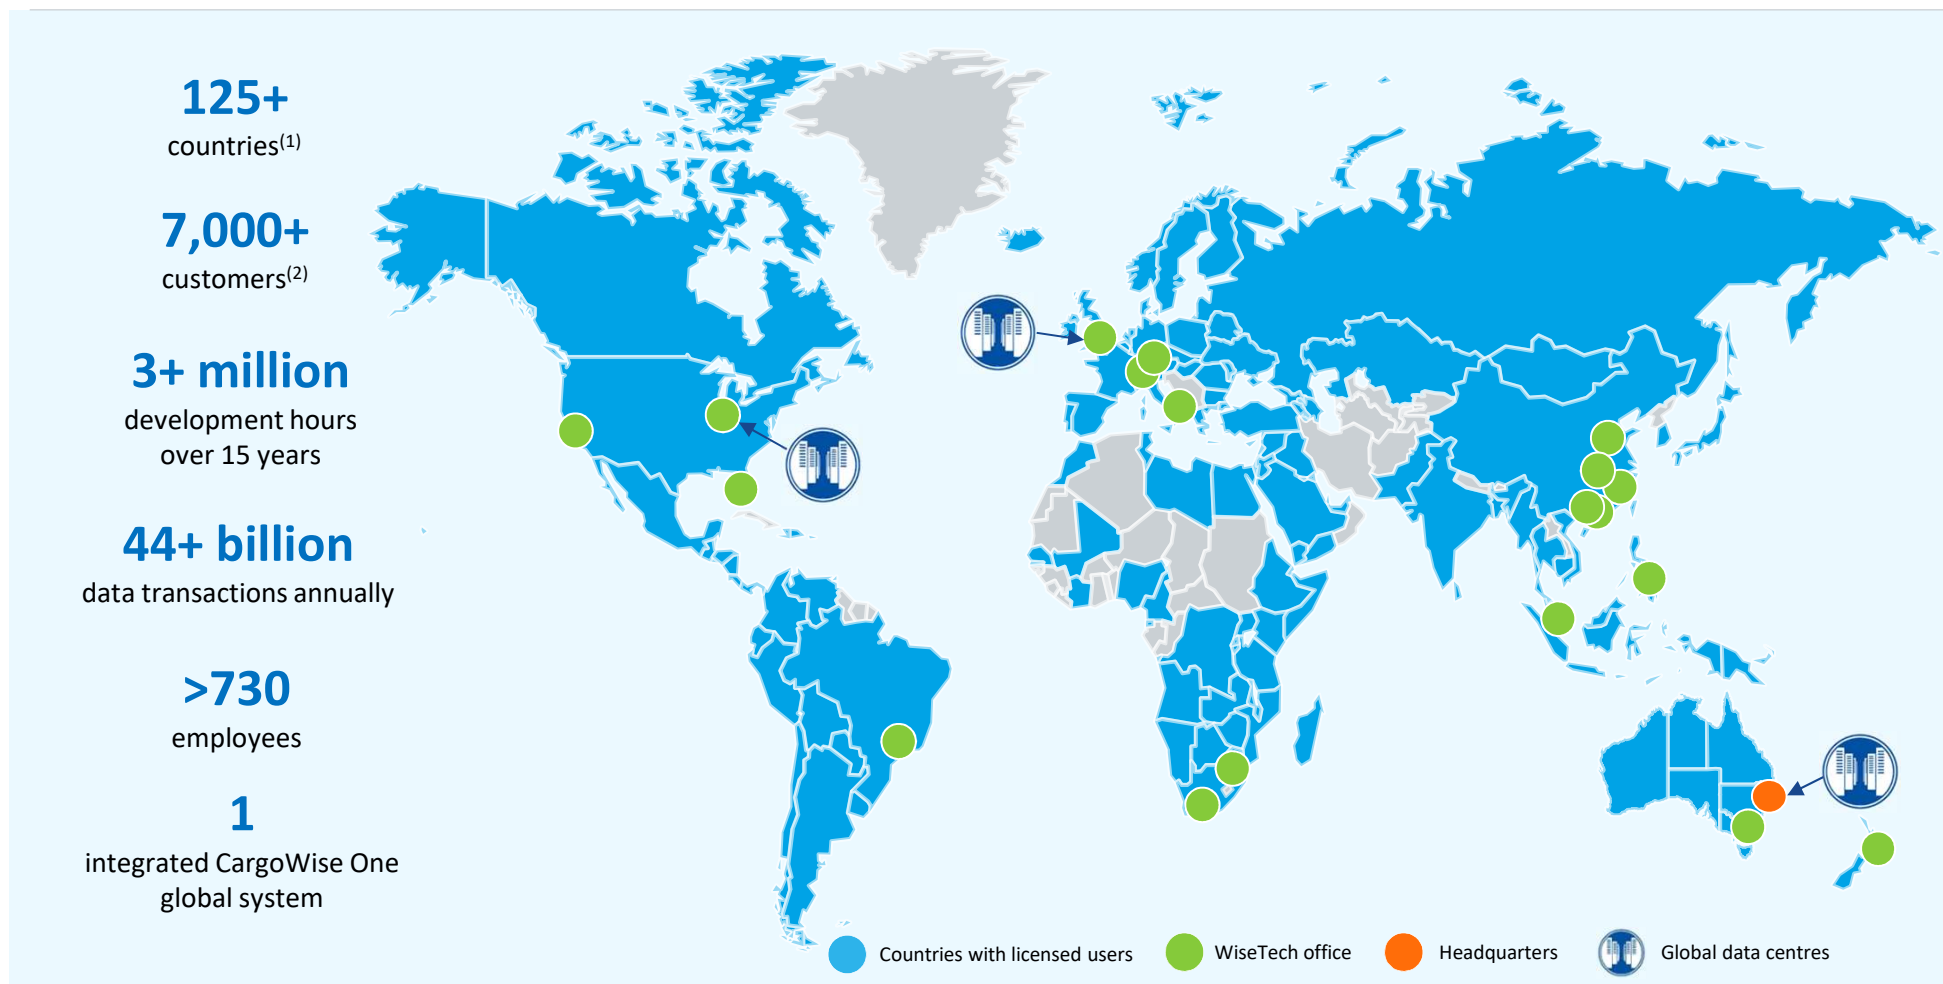 125+
countries(1)
7,000+
customers(2)
3+ million
development hours
over 15 years
44+ billion
data transactions annually
>730
employees
1
integrated CargoWise One
global system
Countries with licensed users
WiseTech office
Headquarters
Global data centres